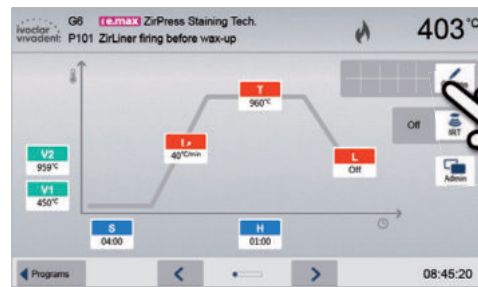 ivoclar vivadent: G6 IPS e.max ZirPress Staining Tech.
P101 ZirLiner firing before wax-up
403°C
T
960°C
t↗
40°C/min
Off
IRT
V2
959°C
L
Off
Admin
V1
450°C
S
04:00
H
01:00
Programs
08:45:20